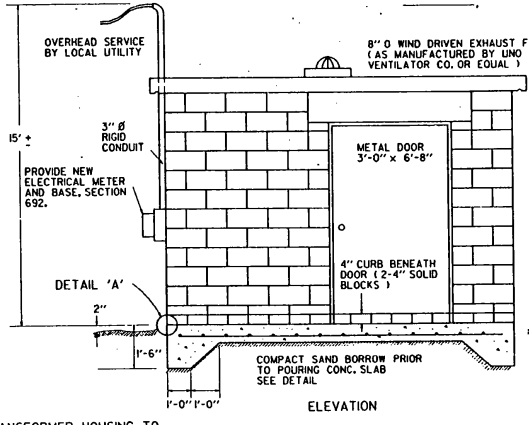 OVERHEAD SERVICE
BY LOCAL UTILITY
8" Ø WIND DRIVEN EXHAUST F
(AS MANUFACTURED BY UNO
VENTILATOR CO. OR EQUAL )
15' ±
3" Ø
RIGID
CONDUIT
METAL DOOR
3'-0" x 6'-8"
PROVIDE NEW
ELECTRICAL METER
AND BASE, SECTION
692.
4" CURB BENEATH
DOOR ( 2-4" SOLID
BLOCKS )
DETAIL 'A'
2"
1'-6"
COMPACT SAND BORROW PRIOR
TO POURING CONC. SLAB
SEE DETAIL
1'-0" 1'-0"
ELEVATION